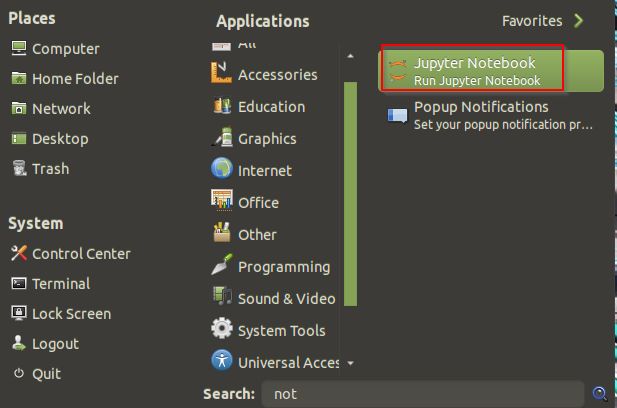 Places
Computer
Home Folder
Network
Desktop
Trash
System
Control Center
Terminal
Lock Screen
Logout
Quit
Applications
All
Accessories
Education
Graphics
Internet
Office
Other
Programming
Sound & Video
System Tools
Universal Acces
Favorites
Jupyter Notebook
Run Jupyter Notebook
Popup Notifications
Set your popup notification pr...
Search: not